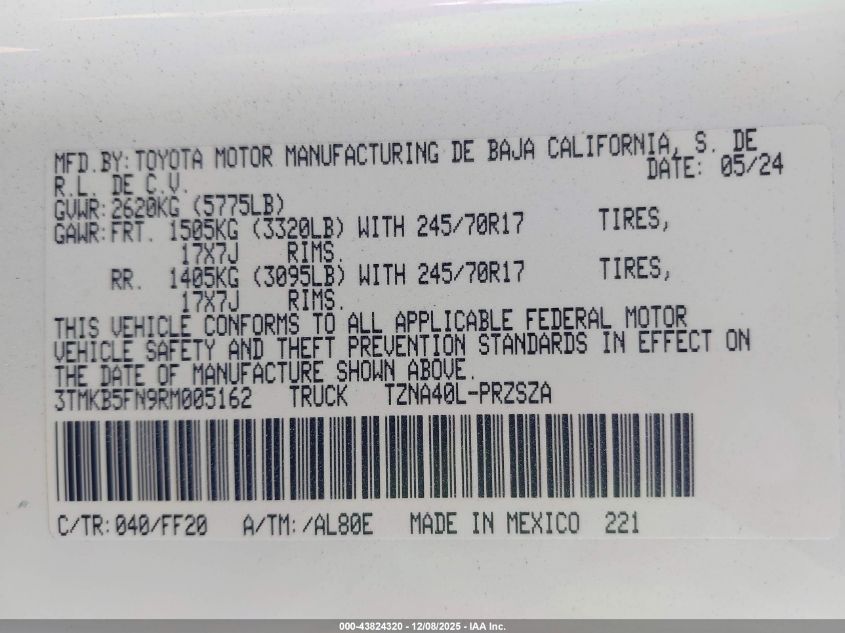 MFD.BY:TOYOTA MOTOR MANUFACTURING DE BAJA CALIFORNIA, S. DE
R.L. DE C.V. DATE: 05/24
GVWR:2620KG (5775LB)
GAWR:FRT. 1505KG (3320LB) WITH 245/70R17 TIRES,
17X7J RIMS.
RR. 1405KG (3095LB) WITH 245/70R17 TIRES,
17X7J RIMS.
THIS VEHICLE CONFORMS TO ALL APPLICABLE FEDERAL MOTOR
VEHICLE SAFETY AND THEFT PREVENTION STANDARDS IN EFFECT ON
THE DATE OF MANUFACTURE SHOWN ABOVE.
3TMKB5FN9RM005162 TRUCK TZNA40L-PRZSZA
C/TR:040/FF20 A/TM:/AL80E MADE IN MEXICO 221
000-43824320 - 12/08/2025 - IAA Inc.